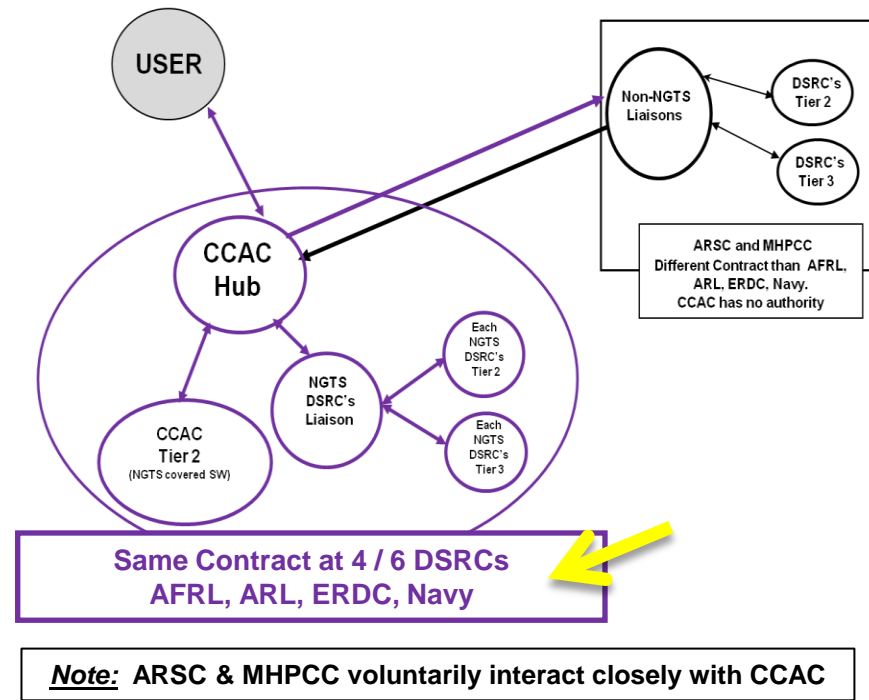 USER
Non-NGTS
Liaisons
DSRC's
Tier 2
DSRC's
Tier 3
ARSC and MHPCC
Different Contract than AFRL,
ARL, ERDC, Navy.
CCAC has no authority
CCAC
Hub
Each
NGTS
DSRC's
Tier 2
NGTS
DSRC's
Liaison
Each
NGTS
DSRC's
Tier 3
CCAC
Tier 2
(NGTS covered SW)
Same Contract at 4 / 6 DSRCs
AFRL, ARL, ERDC, Navy
Note: ARSC & MHPCC voluntarily interact closely with CCAC